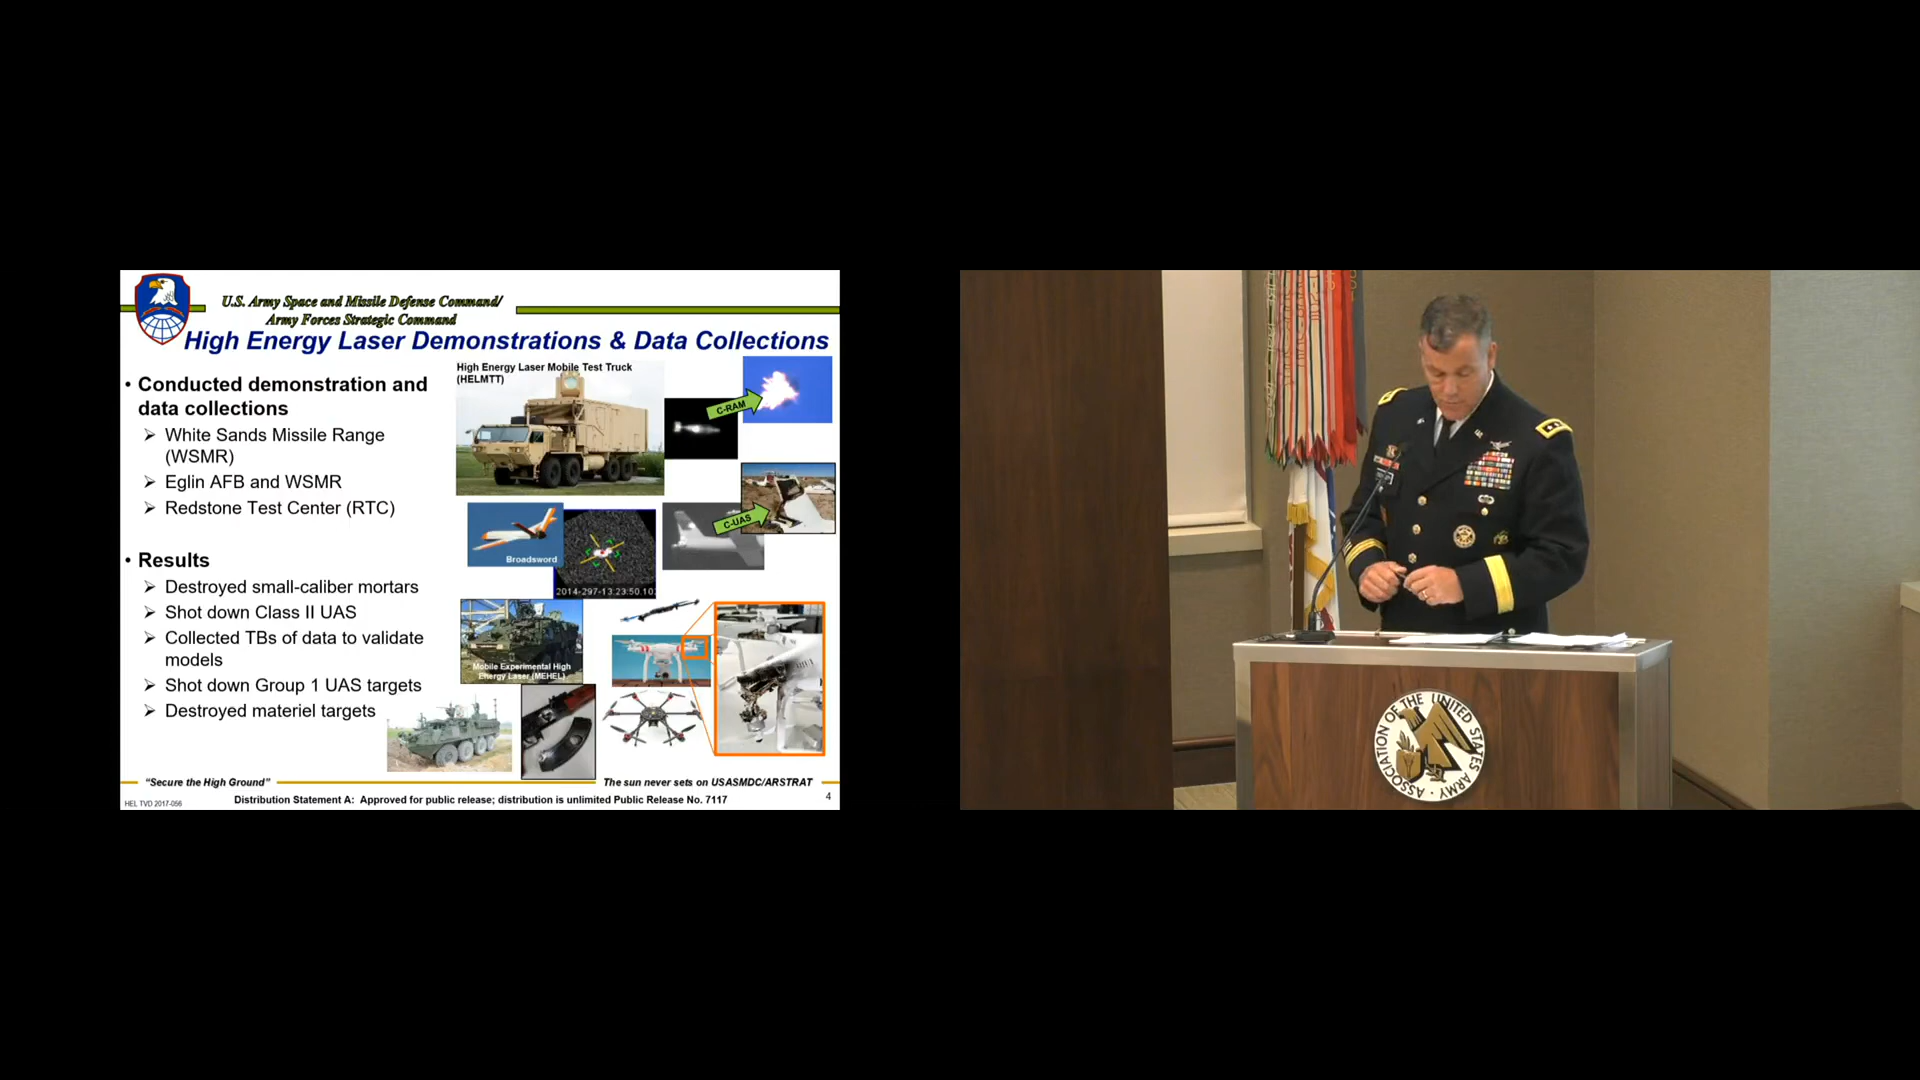 U.S. Army Space and Missile Defense Command/
Army Forces Strategic Command
High Energy Laser Demonstrations & Data Collections
• Conducted demonstration and
data collections
➢ White Sands Missile Range
(WSMR)
➢ Eglin AFB and WSMR
➢ Redstone Test Center (RTC)
• Results
➢ Destroyed small-caliber mortars
➢ Shot down Class II UAS
➢ Collected TBs of data to validate
models
➢ Shot down Group 1 UAS targets
➢ Destroyed materiel targets
High Energy Laser Mobile Test Truck
(HELMTT)
C-RAM
C-UAS
Broadsword
2014-297-13:23:50.10
Mobile Experimental High
Energy Laser (MEHEL)
“Secure the High Ground”
The sun never sets on USASMDC/ARSTRAT
HEL TVD 2017-056
Distribution Statement A: Approved for public release; distribution is unlimited Public Release No. 7117
4
ASSOCIATION OF THE UNITED STATES ARMY